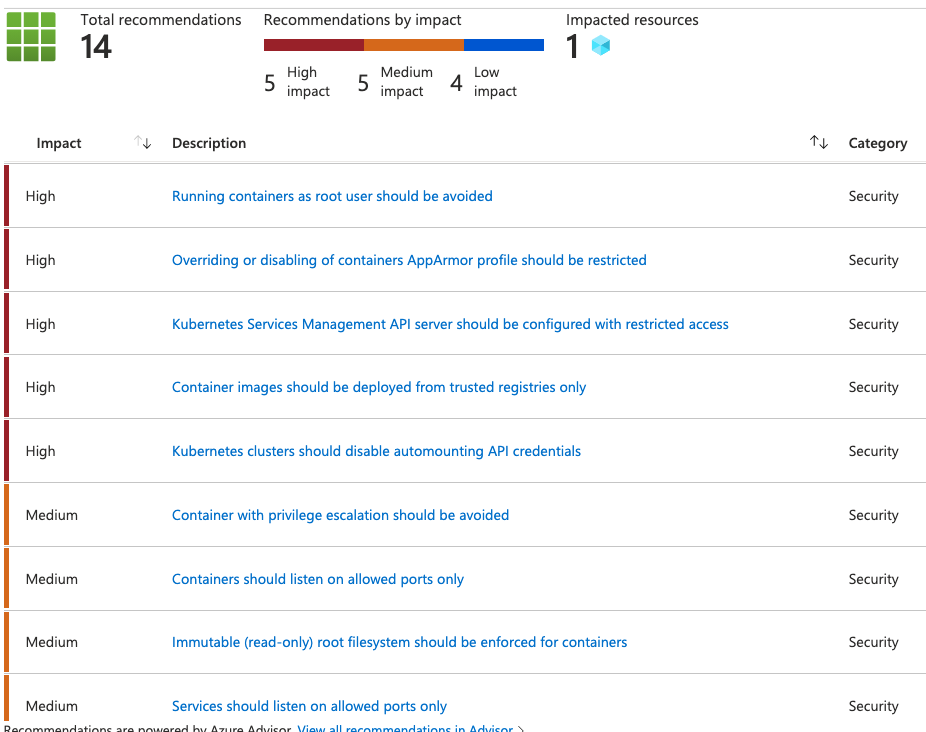 Total recommendations
14
Recommendations by impact
5 High impact
5 Medium impact
4 Low impact
Impacted resources
1
Impact Description Category
High Running containers as root user should be avoided Security
High Overriding or disabling of containers AppArmor profile should be restricted Security
High Kubernetes Services Management API server should be configured with restricted access Security
High Container images should be deployed from trusted registries only Security
High Kubernetes clusters should disable automounting API credentials Security
Medium Container with privilege escalation should be avoided Security
Medium Containers should listen on allowed ports only Security
Medium Immutable (read-only) root filesystem should be enforced for containers Security
Medium Services should listen on allowed ports only Security
Recommendations are powered by Azure Advisor. View all recommendations in Advisor >